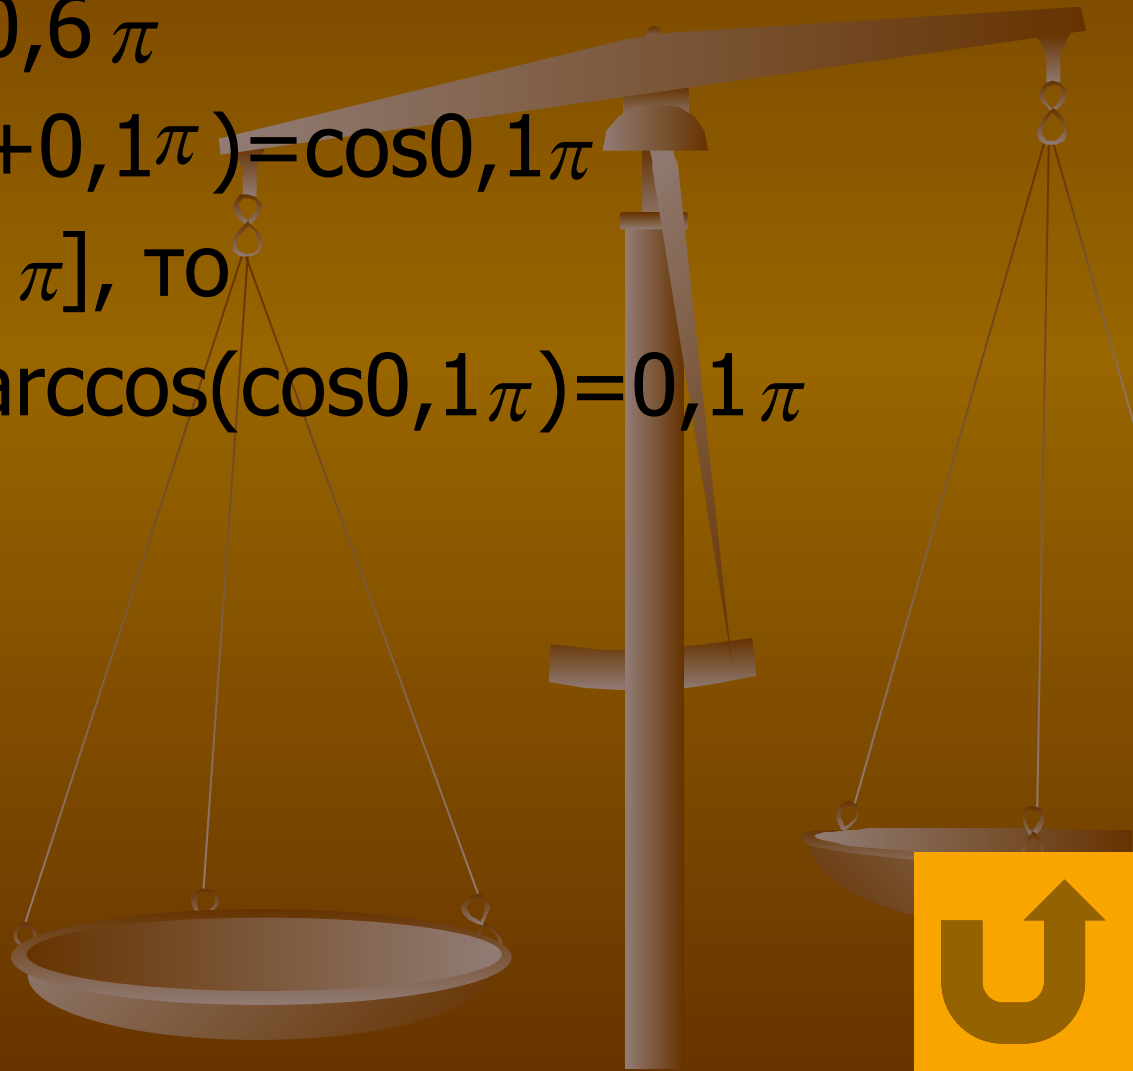 0,6 π
+0,1π )=cos0,1π
π], то
arccos(cos0,1π)=0,1π